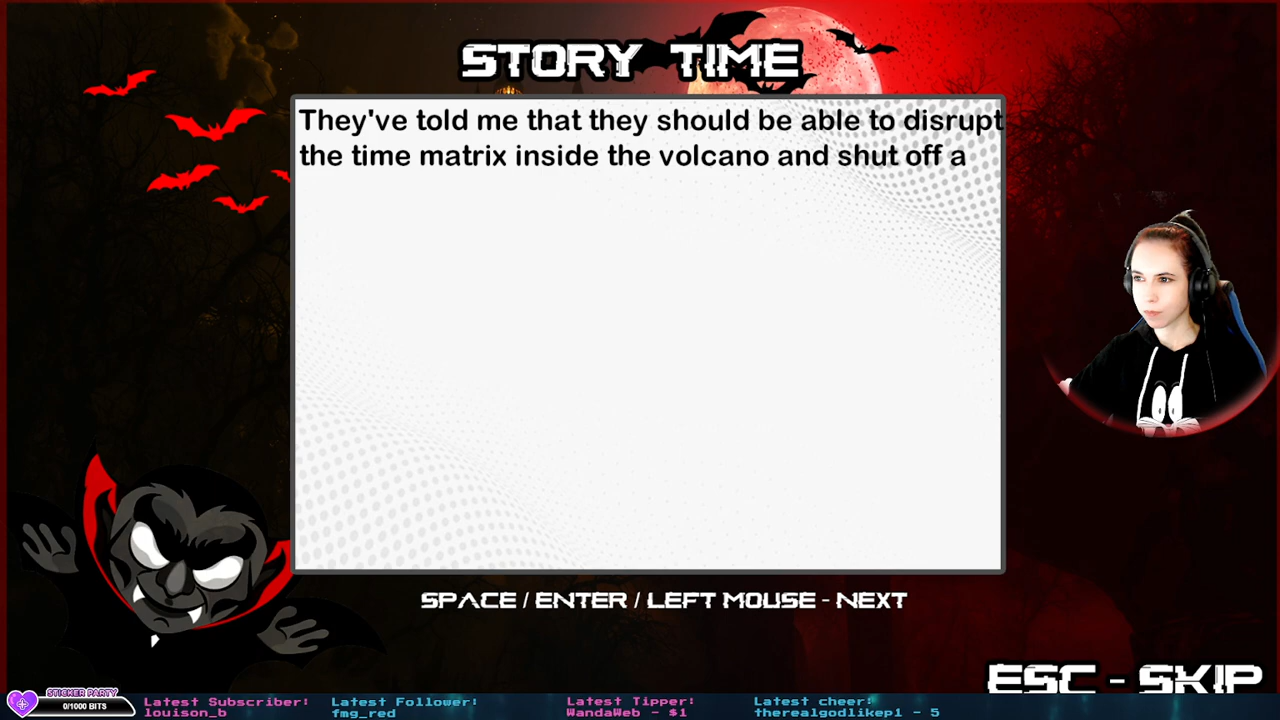 STORY TIME
They've told me that they should be able to disrupt
the time matrix inside the volcano and shut off a
SPACE / ENTER / LEFT MOUSE - NEXT
ESC - SKIP
STICKER PARTY
0/1000 BITS
Latest Subscriber:
louison_b
Latest Follower:
fmg_red
Latest Tipper:
WandaWeb - $1
Latest cheer:
therealgodlikep1 - 5